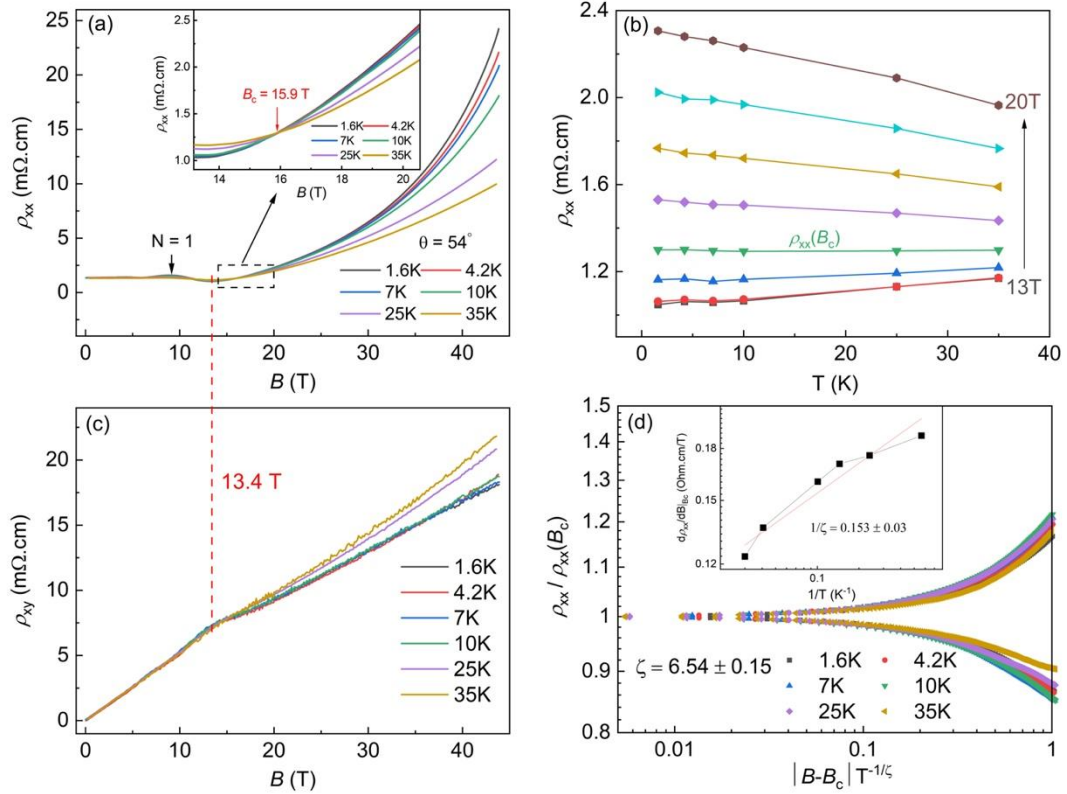 (a)
25
20
15
10
5
0
ρxx (mΩ.cm)
0 10 20 30 40
B (T)
2.5
2.0
1.5
1.0
ρxx (mΩ.cm)
14 16 18 20
B (T)
Bc = 15.9 T
1.6K 4.2K
7K 10K
25K 35K
N = 1
θ = 54°
1.6K 4.2K
7K 10K
25K 35K
(b)
2.4
2.0
1.6
1.2
ρxx (mΩ.cm)
0 10 20 30 40
T (K)
20T
ρxx(Bc)
13T
(c)
20
15
10
5
0
ρxy (mΩ.cm)
0 10 20 30 40
B (T)
13.4 T
1.6K
4.2K
7K
10K
25K
35K
(d)
1.5
1.4
1.3
1.2
1.1
1
0.9
0.8
ρxx / ρxx(Bc)
0.01 0.1 1
|B-Bc|T-1/ζ
0.18
0.15
0.12
dρxx/dB|Bc (Ohm.cm/T)
0.1
1/T (K-1)
1/ζ = 0.153 ± 0.03
ζ = 6.54 ± 0.15
1.6K 4.2K
7K 10K
25K 35K